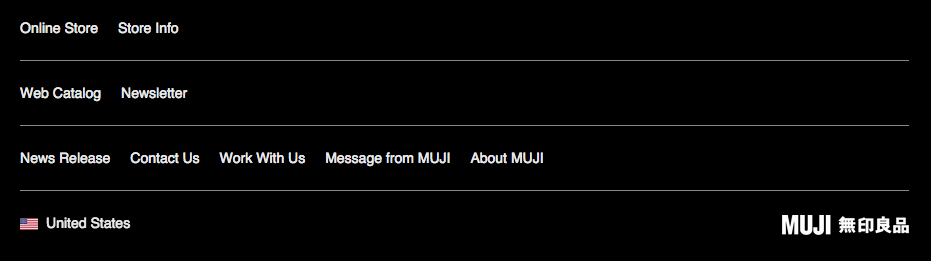 Online Store Store Info
Web Catalog Newsletter
News Release Contact Us Work With Us Message from MUJI About MUJI
United States MUJI 無印良品